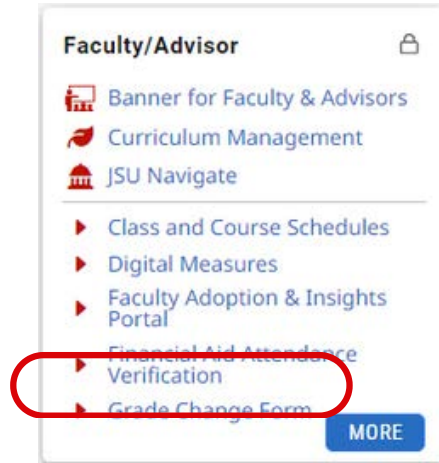 Faculty/Advisor
Banner for Faculty & Advisors
Curriculum Management
JSU Navigate
Class and Course Schedules
Digital Measures
Faculty Adoption & Insights
Portal
Financial Aid Attendance
Verification
Grade Change Form
MORE